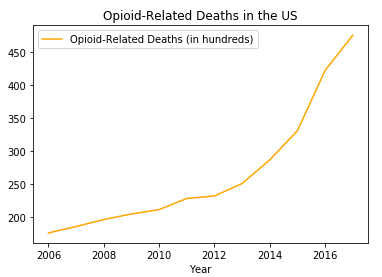 Opioid-Related Deaths in the US
Opioid-Related Deaths (in hundreds)
450
400
350
300
250
200
2006 2008 2010 2012 2014 2016
Year